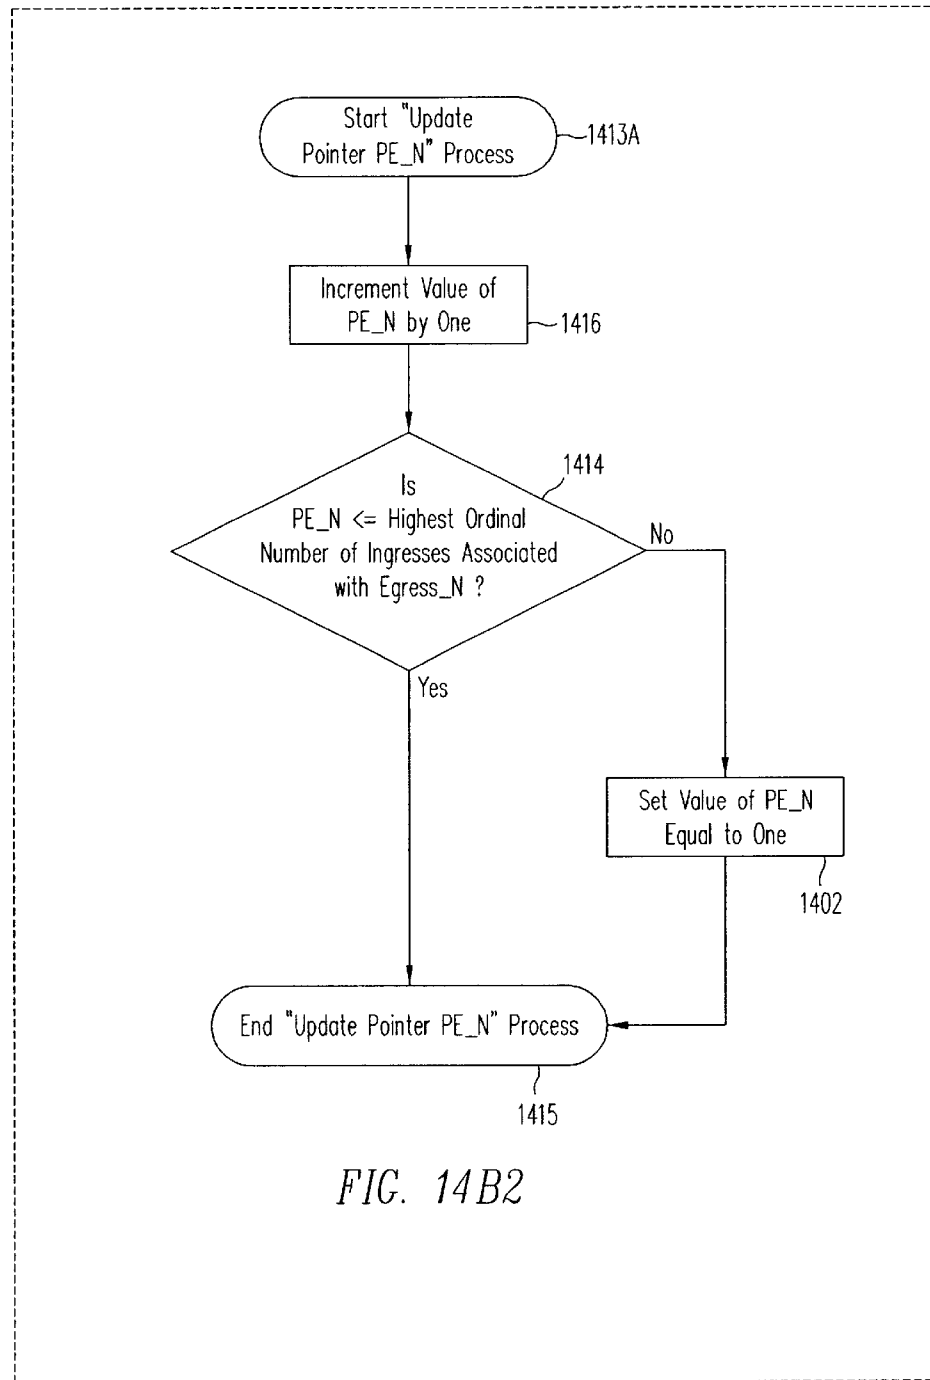 Start "Update
Pointer PE_N" Process
1413A
Increment Value of
PE_N by One
1416
1414
Is
PE_N <= Highest Ordinal
Number of Ingresses Associated
with Egress_N ?
No
Yes
Set Value of PE_N
Equal to One
1402
End "Update Pointer PE_N" Process
1415
FIG. 14B2